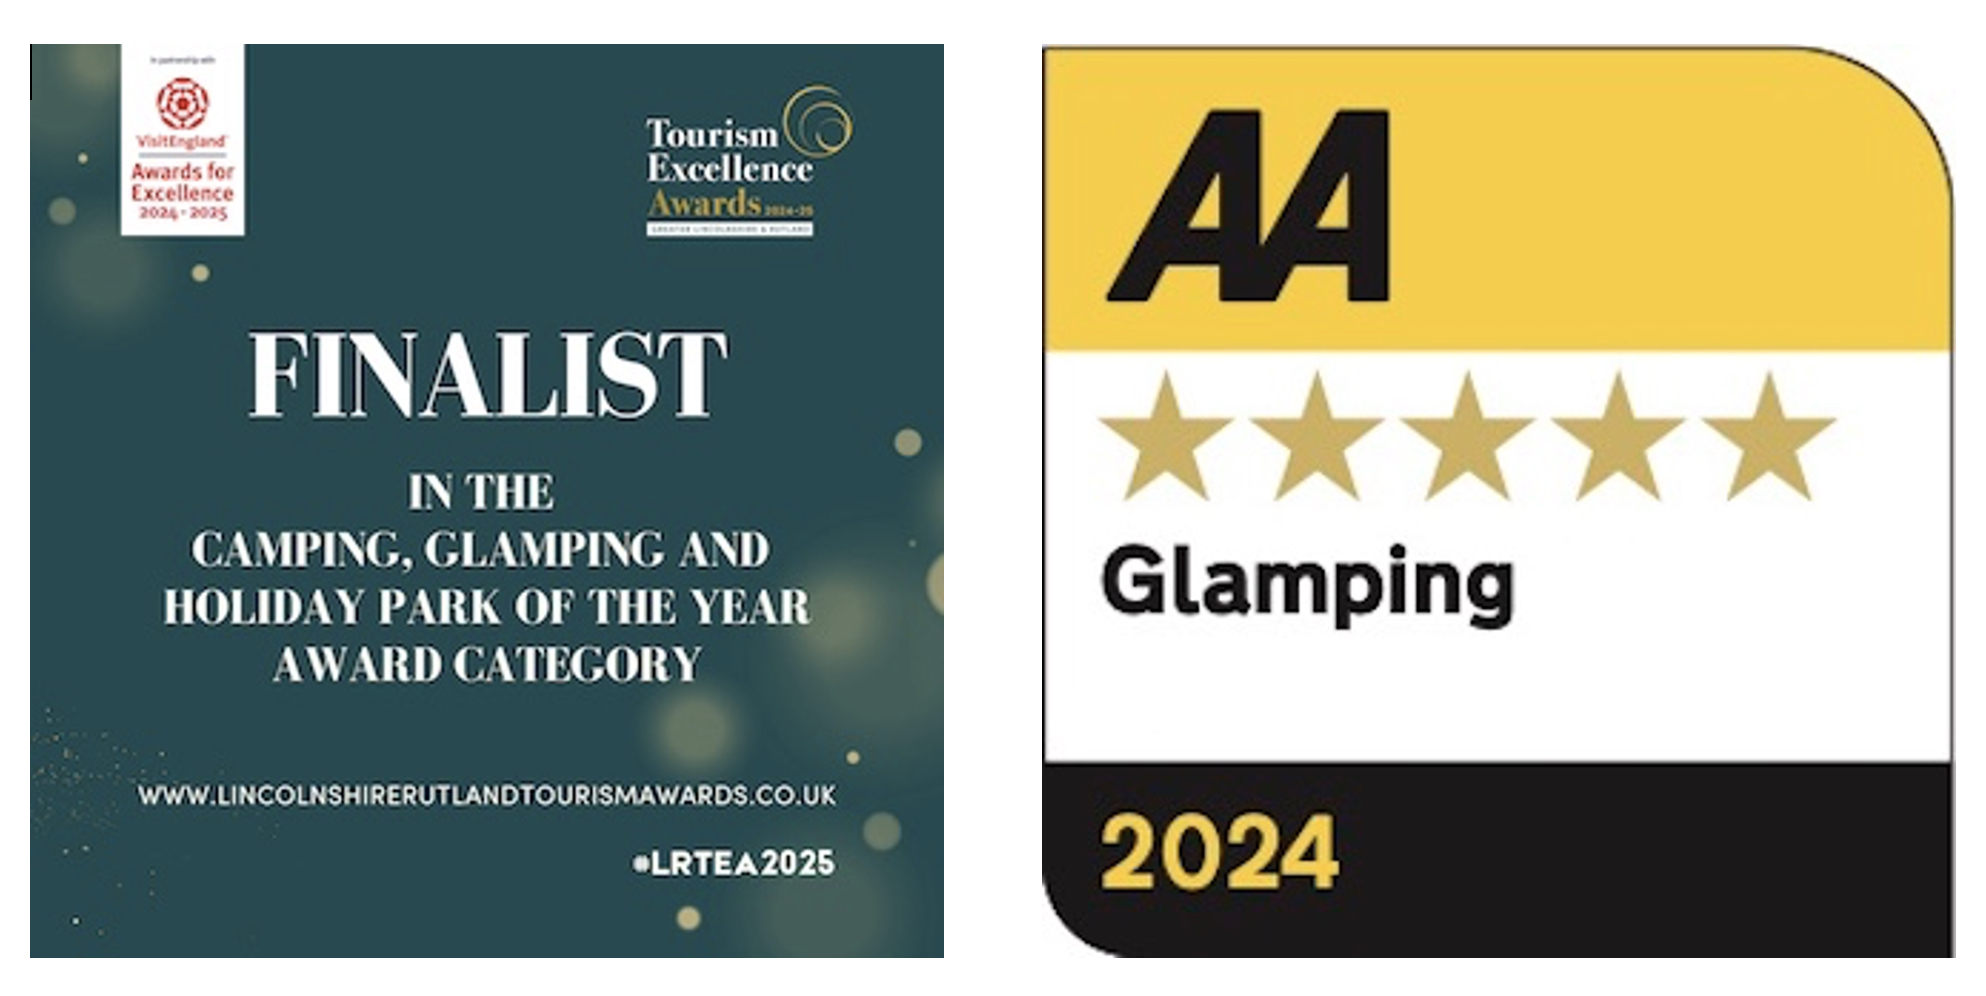 In partnership with
VisitEngland
Awards for
Excellence
2024 - 2025
Tourism
Excellence
Awards 2024-25
GREATER LINCOLNSHIRE & RUTLAND
FINALIST
IN THE
CAMPING, GLAMPING AND
HOLIDAY PARK OF THE YEAR
AWARD CATEGORY
WWW.LINCOLNSHIRERUTLANDTOURISMAWARDS.CO.UK
#LRTEA2025
AA
Glamping
2024